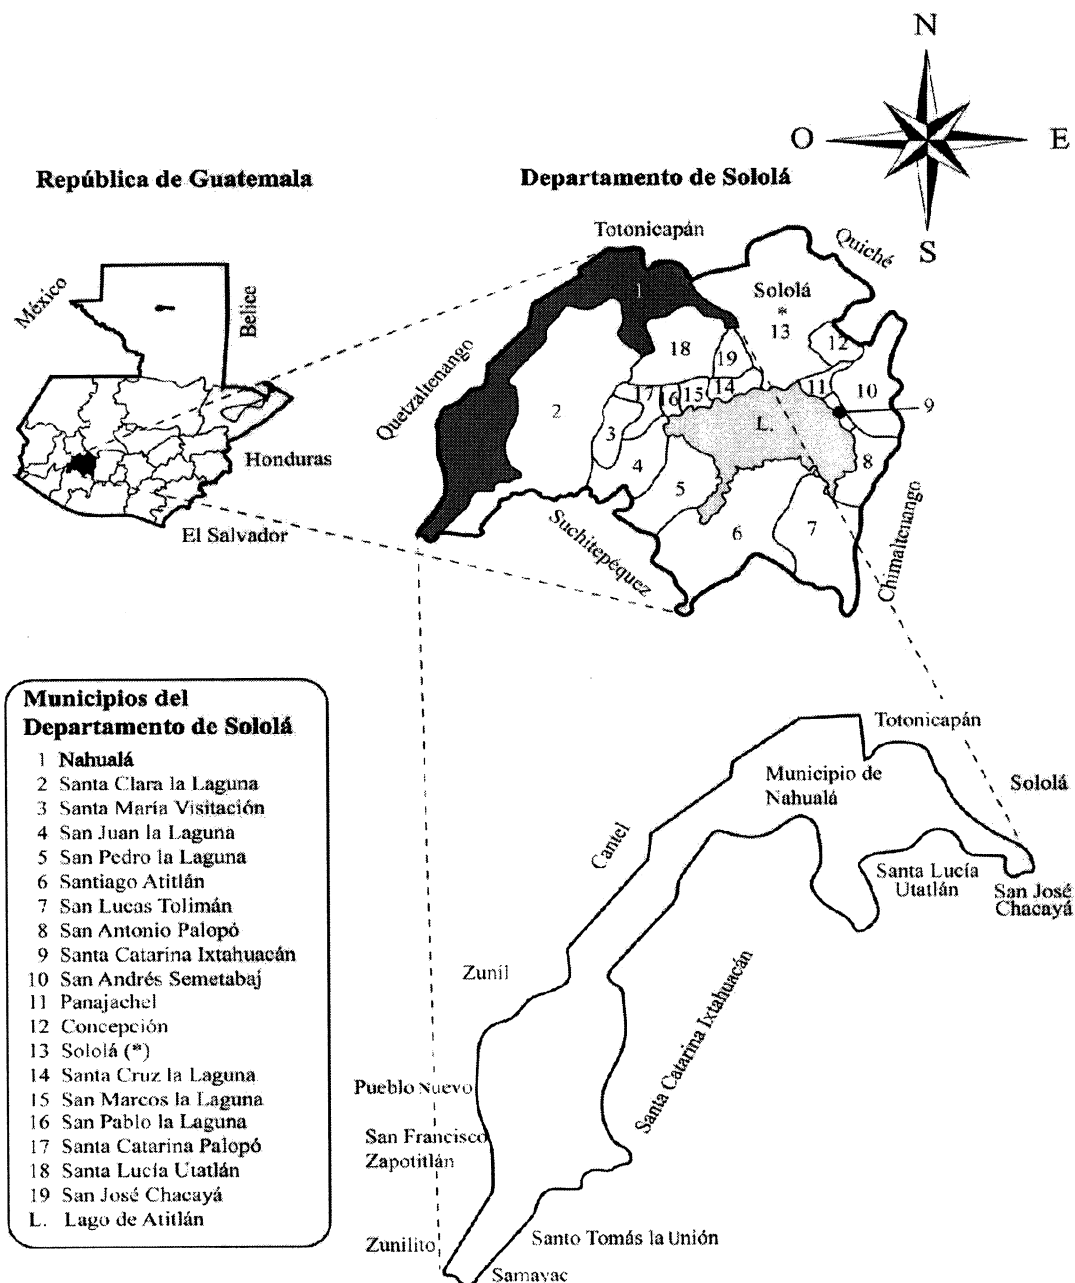 N
O
E
S
República de Guatemala
Departamento de Sololá
México
Belice
Honduras
El Salvador
Totonicapán
Quiché
Quetzaltenango
Suchitepéquez
Chimaltenango
1
Sololá
*
13
12
18
19
10
11
9
17
16
15
14
2
3
L.
4
8
5
6
7
Municipios del
Departamento de Sololá
1 Nahualá
2 Santa Clara la Laguna
3 Santa María Visitación
4 San Juan la Laguna
5 San Pedro la Laguna
6 Santiago Atitlán
7 San Lucas Tolimán
8 San Antonio Palopó
9 Santa Catarina Ixtahuacán
10 San Andrés Semetabaj
11 Panajachel
12 Concepción
13 Sololá (*)
14 Santa Cruz la Laguna
15 San Marcos la Laguna
16 San Pablo la Laguna
17 Santa Catarina Palopó
18 Santa Lucía Utatlán
19 San José Chacayá
L. Lago de Atitlán
Totonicapán
Municipio de
Nahualá
Sololá
Cantel
Santa Lucía
Utatlán
San José
Chacayá
Zunil
Santa Catarina Ixtahuacán
Pueblo Nuevo
San Francisco
Zapotitlán
Zunilito
Santo Tomás la Unión
Samayac